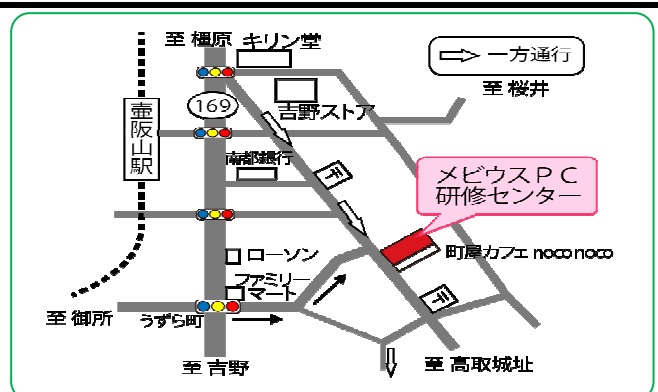 至 橿原
キリン堂
一方通行
至 桜井
169
吉野ストア
壷阪山駅
南都銀行
〒
メビウスPC
研修センター
ローソン
町屋カフェ noco noco
ファミリー
マート
〒
至 御所
うずら町
至 吉野
至 高取城址